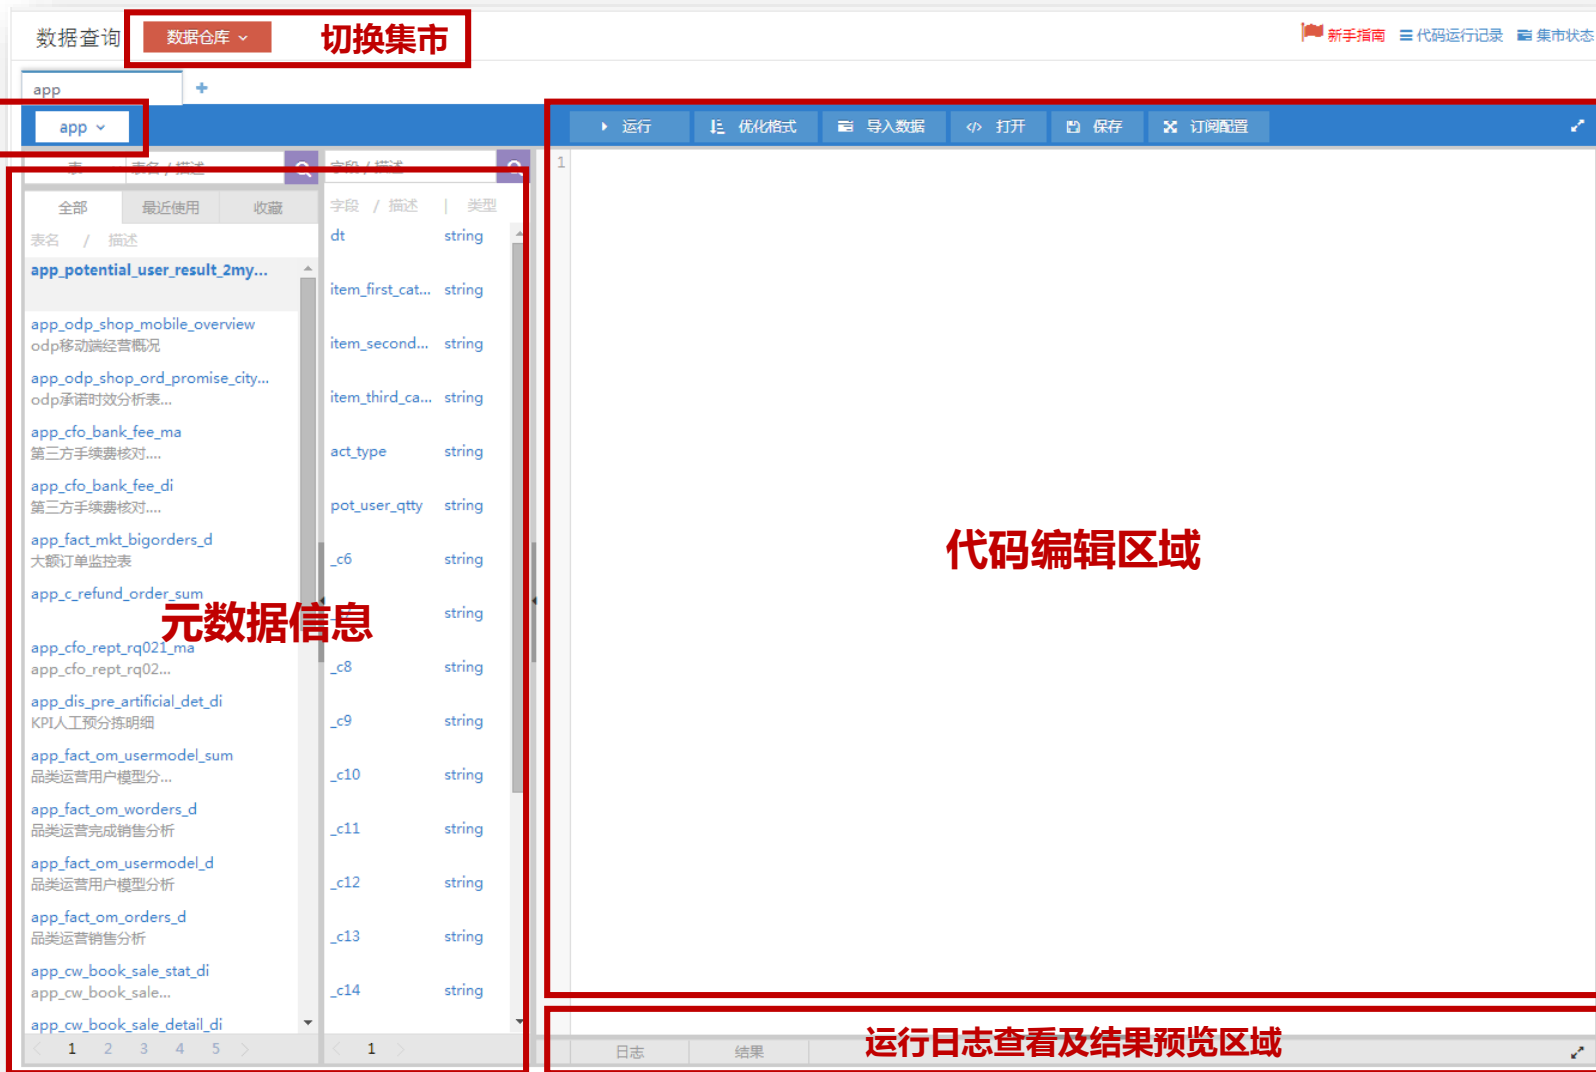 数据查询
数据仓库
切换集市
新手指南
代码运行记录
集市状态
app
app
运行
优化格式
导入数据
打开
保存
订阅配置
表
表名 / 描述
字段 / 描述
1
全部
最近使用
收藏
字段 / 描述 | 类型
表名 / 描述
app_potential_user_result_2my...
app_odp_shop_mobile_overview
odp移动端经营概况
app_odp_shop_ord_promise_city...
odp承诺时效分析表...
app_cfo_bank_fee_ma
第三方手续费核对....
app_cfo_bank_fee_di
第三方手续费核对....
app_fact_mkt_bigorders_d
大额订单监控表
app_c_refund_order_sum
元数据信息
app_cfo_rept_rq021_ma
app_cfo_rept_rq02...
app_dis_pre_artificial_det_di
KPI人工预分拣明细
app_fact_om_usermodel_sum
品类运营用户模型分...
app_fact_om_worders_d
品类运营完成销售分析
app_fact_om_usermodel_d
品类运营用户模型分析
app_fact_om_orders_d
品类运营销售分析
app_cw_book_sale_stat_di
app_cw_book_sale...
app_cw_book_sale_detail_di
1 2 3 4 5
dt string
item_first_cat... string
item_second... string
item_third_ca... string
act_type string
pot_user_qtty string
_c6 string
string
_c8 string
_c9 string
_c10 string
_c11 string
_c12 string
_c13 string
_c14 string
1
代码编辑区域
日志
结果
运行日志查看及结果预览区域